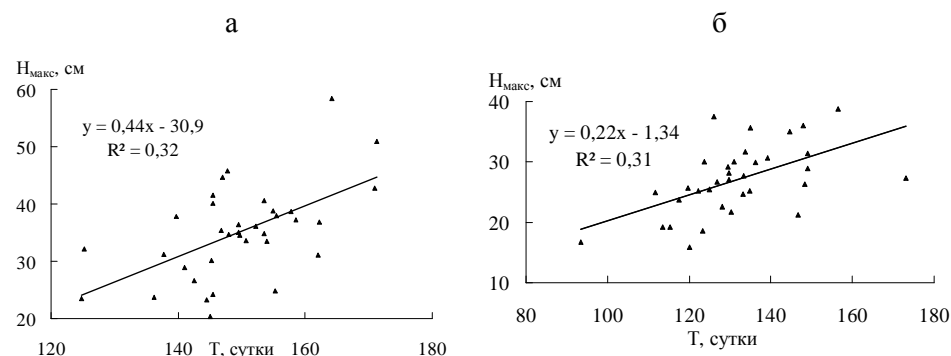 а
Hмакс, см
60
50
40
30
20
y = 0,44x - 30,9
R² = 0,32
120 140 T, сутки 160 180
б
Hмакс, см
40
30
20
10
y = 0,22x - 1,34
R² = 0,31
80 100 120 140 160 180
T, сутки